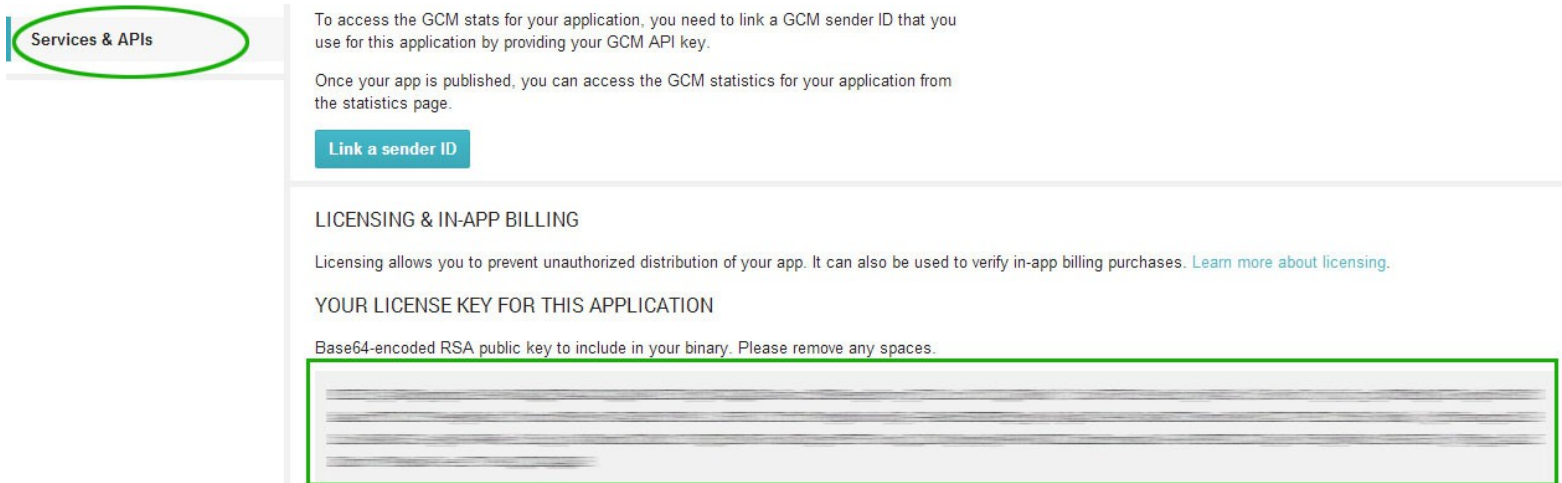 Services & APIs
To access the GCM stats for your application, you need to link a GCM sender ID that you
use for this application by providing your GCM API key.
Once your app is published, you can access the GCM statistics for your application from
the statistics page.
Link a sender ID
LICENSING & IN-APP BILLING
Licensing allows you to prevent unauthorized distribution of your app. It can also be used to verify in-app billing purchases. Learn more about licensing.
YOUR LICENSE KEY FOR THIS APPLICATION
Base64-encoded RSA public key to include in your binary. Please remove any spaces.